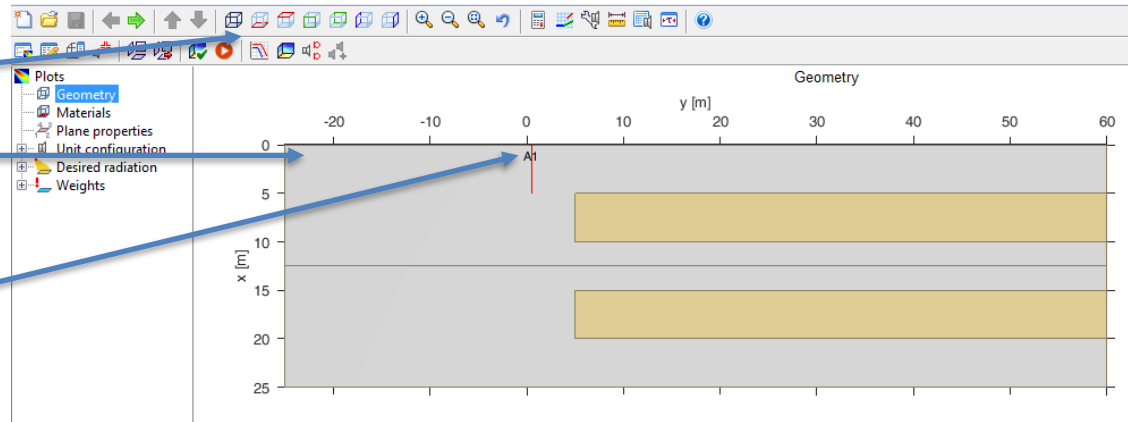 Plots
Geometry
Materials
Plane properties
Unit configuration
Desired radiation
Weights
Geometry
y [m]
-20 -10 0 10 20 30 40 50 60
0
A1
5
10
x [m]
15
20
25